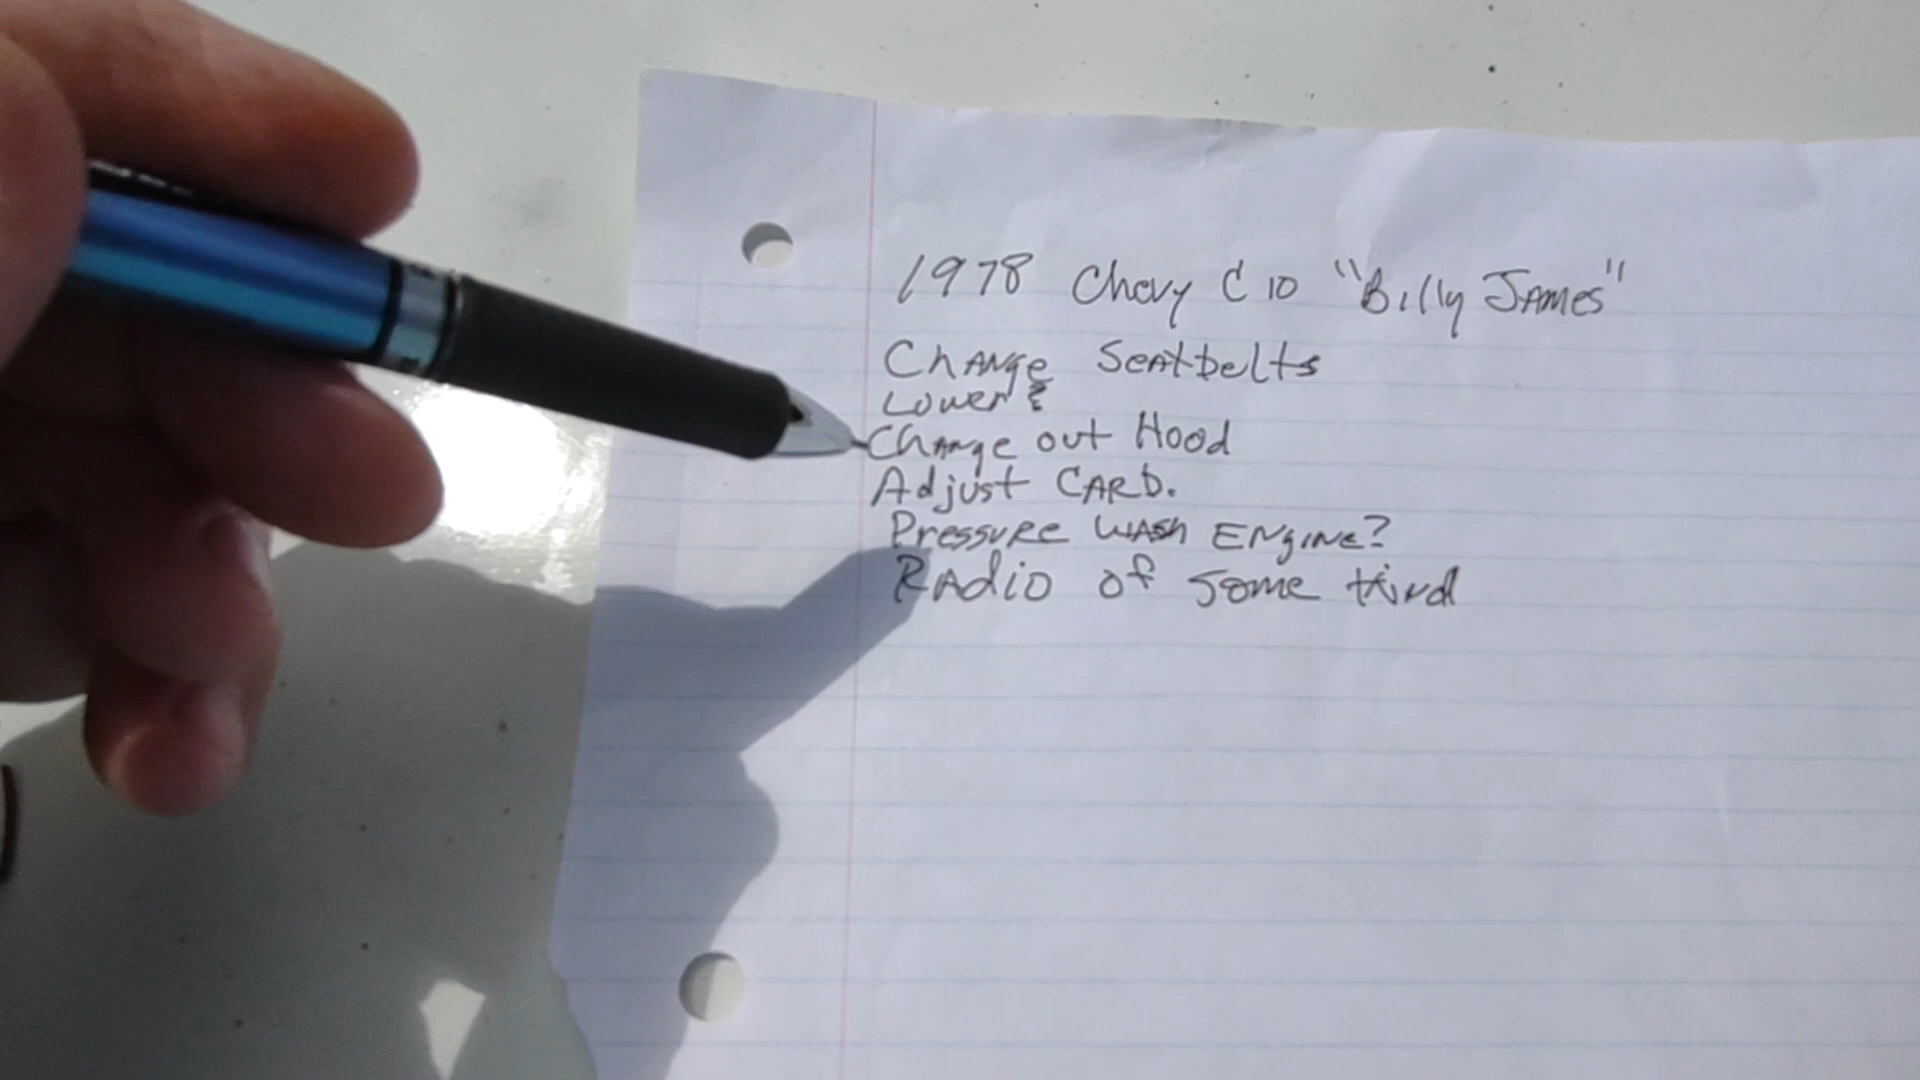 1978 Chevy C10 "Billy James"
Change Seatbelts
Lower &
Change out Hood
Adjust CARb.
Pressure WASh ENgine?
RAdio of Some Kind